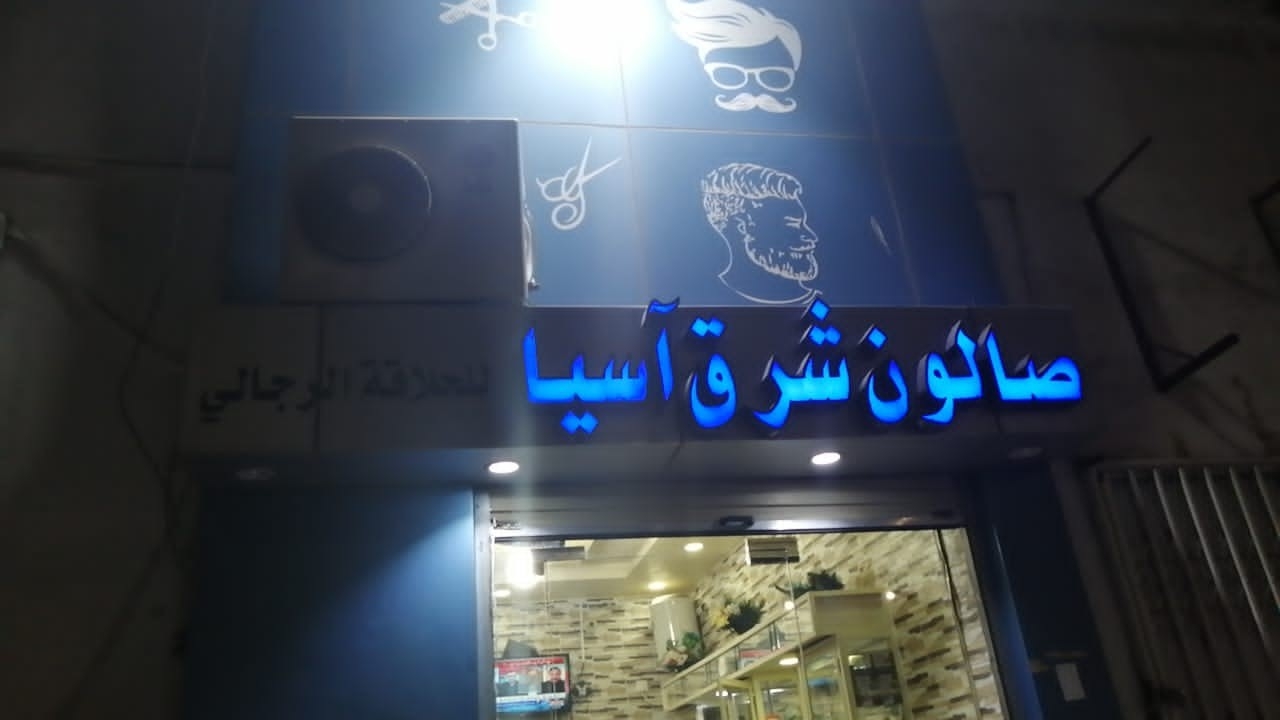 صالون شرق آسيا للحلاقة الرجالي